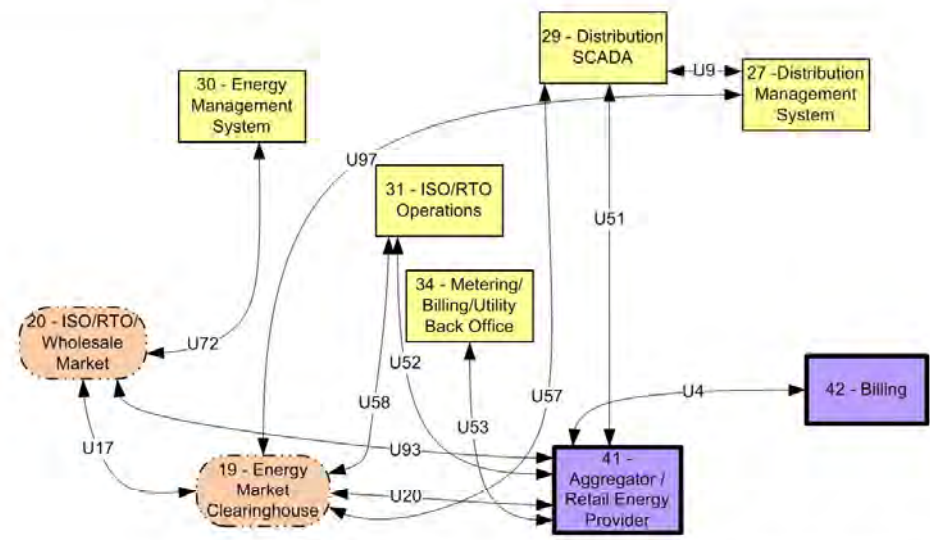 29 - Distribution
SCADA
U9
27 -Distribution
Management
System
30 - Energy
Management
System
U97
31 - ISO/RTO
Operations
U51
34 - Metering/
Billing/Utility
Back Office
20 - ISO/RTO/
Wholesale
Market
U72
U52
U58
U57
U53
U4
42 - Billing
U17
U93
19 - Energy
Market
Clearinghouse
U20
41 -
Aggregator /
Retail Energy
Provider